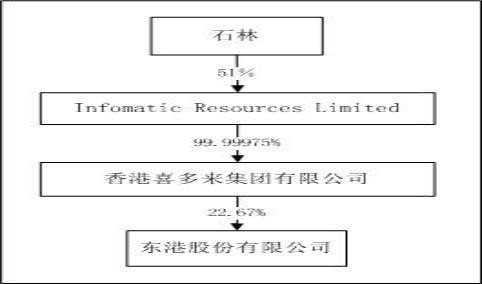 石林
51%
Infomatic Resources Limited
99.99975%
香港喜多来集团有限公司
22.67%
东港股份有限公司